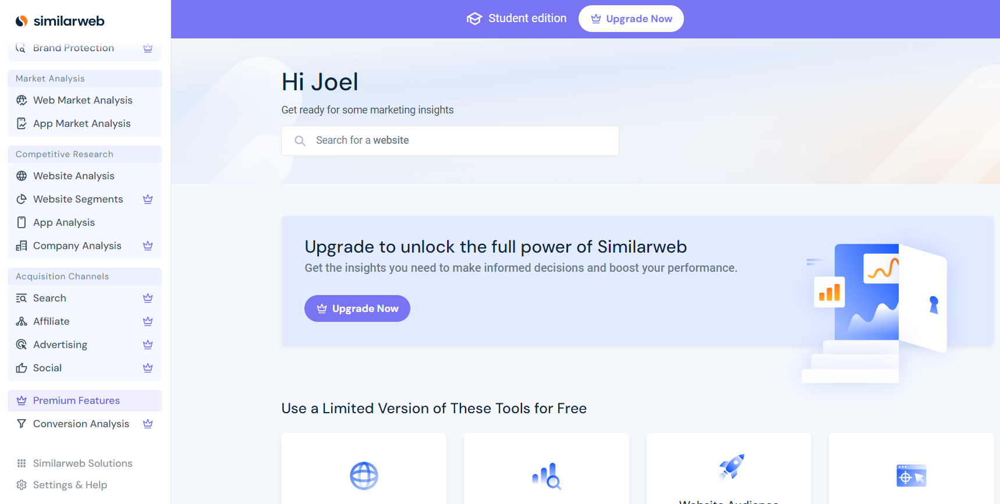 similarweb
Brand Protection
Market Analysis
Web Market Analysis
App Market Analysis
Competitive Research
Website Analysis
Website Segments
App Analysis
Company Analysis
Acquisition Channels
Search
Affiliate
Advertising
Social
Premium Features
Conversion Analysis
Similarweb Solutions
Settings & Help
Student edition
Upgrade Now
Hi Joel
Get ready for some marketing insights
Search for a website
Upgrade to unlock the full power of Similarweb
Get the insights you need to make informed decisions and boost your performance.
Upgrade Now
Use a Limited Version of These Tools for Free
Website Audience